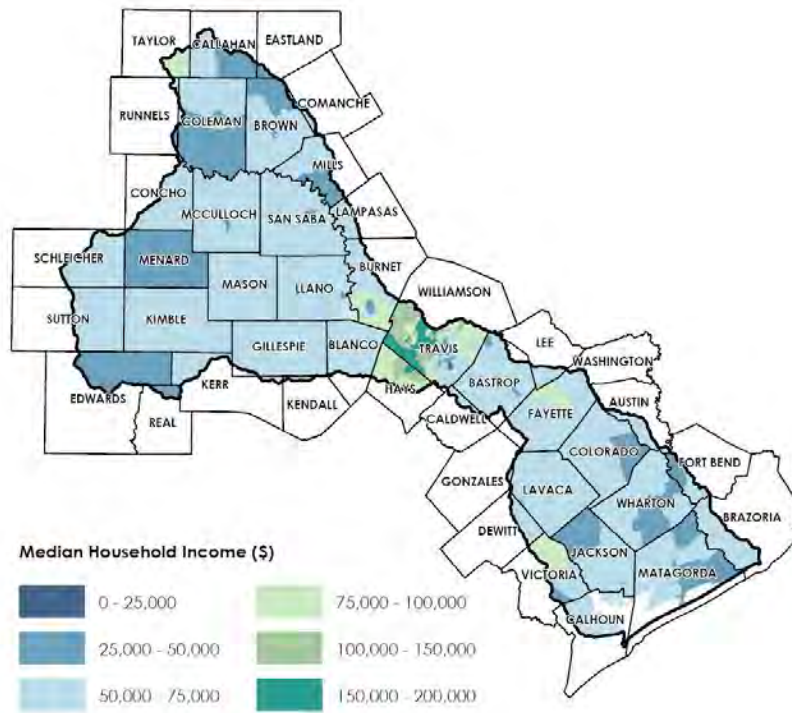 TAYLOR
CALLAHAN
EASTLAND
RUNNELS
COLEMAN
BROWN
COMANCHE
MILLS
CONCHO
MCCULLOCH
SAN SABA
LAMPASAS
SCHLEICHER
MENARD
MASON
LLANO
BURNET
WILLIAMSON
SUTTON
KIMBLE
GILLESPIE
BLANCO
TRAVIS
LEE
WASHINGTON
EDWARDS
REAL
KERR
KENDALL
HAYS
BASTROP
CALDWELL
FAYETTE
AUSTIN
COLORADO
FORT BEND
GONZALES
LAVACA
WHARTON
BRAZORIA
DEWITT
JACKSON
VICTORIA
MATAGORDA
CALHOUN
Median Household Income ($)
0 - 25,000
25,000 - 50,000
50,000 - 75,000
75,000 - 100,000
100,000 - 150,000
150,000 - 200,000